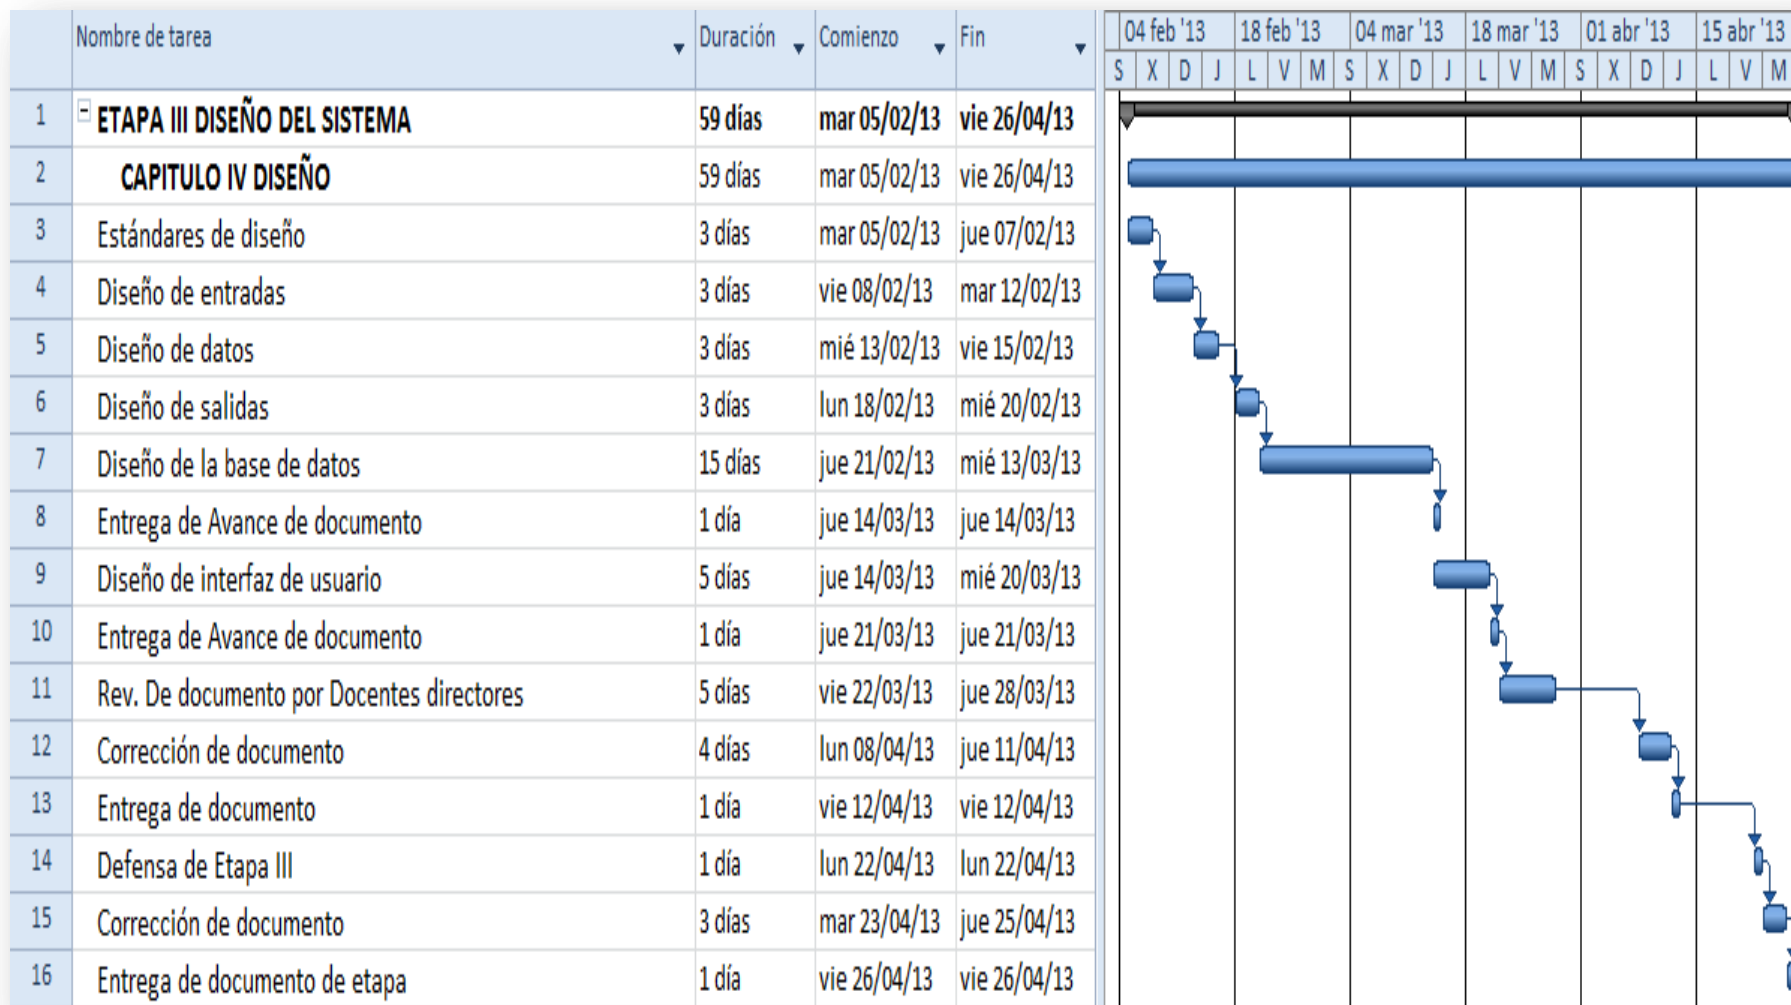 Nombre de tarea Duración Comienzo Fin 04 feb '13 18 feb '13 04 mar '13 18 mar '13 01 abr '13 15 abr '13
S X D J L V M S X D J L V M S X D J L V M
1 ETAPA III DISEÑO DEL SISTEMA 59 días mar 05/02/13 vie 26/04/13
2 CAPITULO IV DISEÑO 59 días mar 05/02/13 vie 26/04/13
3 Estándares de diseño 3 días mar 05/02/13 jue 07/02/13
4 Diseño de entradas 3 días vie 08/02/13 mar 12/02/13
5 Diseño de datos 3 días mié 13/02/13 vie 15/02/13
6 Diseño de salidas 3 días lun 18/02/13 mié 20/02/13
7 Diseño de la base de datos 15 días jue 21/02/13 mié 13/03/13
8 Entrega de Avance de documento 1 día jue 14/03/13 jue 14/03/13
9 Diseño de interfaz de usuario 5 días jue 14/03/13 mié 20/03/13
10 Entrega de Avance de documento 1 día jue 21/03/13 jue 21/03/13
11 Rev. De documento por Docentes directores 5 días vie 22/03/13 jue 28/03/13
12 Corrección de documento 4 días lun 08/04/13 jue 11/04/13
13 Entrega de documento 1 día vie 12/04/13 vie 12/04/13
14 Defensa de Etapa III 1 día lun 22/04/13 lun 22/04/13
15 Corrección de documento 3 días mar 23/04/13 jue 25/04/13
16 Entrega de documento de etapa 1 día vie 26/04/13 vie 26/04/13